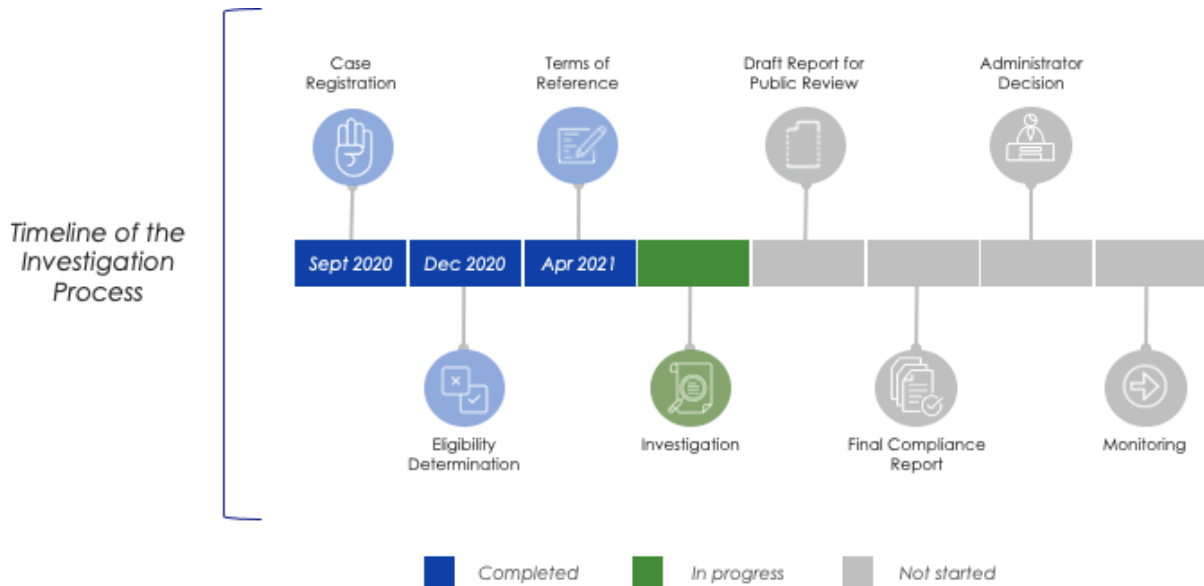 Case
Registration
Terms of
Reference
Draft Report for
Public Review
Administrator
Decision
Timeline of the
Investigation
Process
Sept 2020
Dec 2020
Apr 2021
Eligibility
Determination
Investigation
Final Compliance
Report
Monitoring
Completed
In progress
Not started